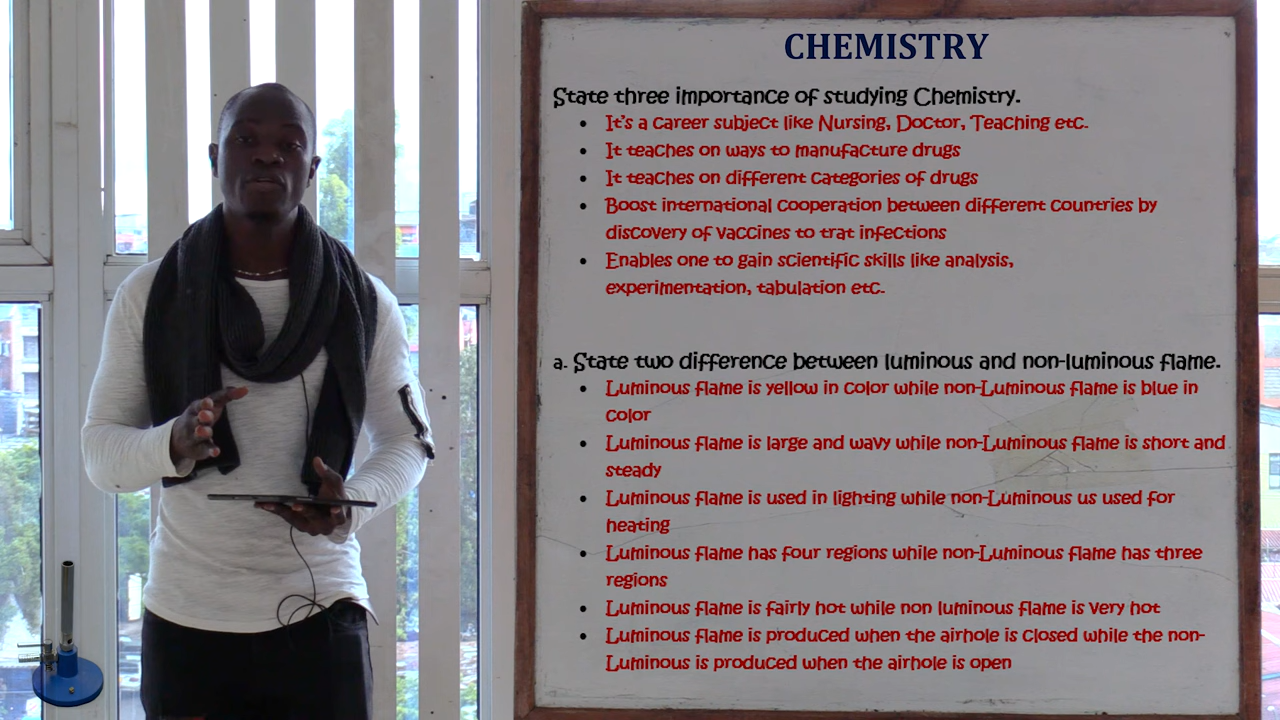 CHEMISTRY
State three importance of studying Chemistry.
• It's a career subject like Nursing, Doctor, Teaching etc.
• It teaches on ways to manufacture drugs
• It teaches on different categories of drugs
• Boost international cooperation between different countries by
discovery of vaccines to trat infections
• Enables one to gain scientific skills like analysis,
experimentation, tabulation etc.
a. State two difference between luminous and non-luminous flame.
• Luminous flame is yellow in color while non-Luminous flame is blue in
color
• Luminous flame is large and wavy while non-Luminous flame is short and
steady
• Luminous flame is used in lighting while non-Luminous us used for
heating
• Luminous flame has four regions while non-Luminous flame has three
regions
• Luminous flame is fairly hot while non luminous flame is very hot
• Luminous flame is produced when the airhole is closed while the non-
Luminous is produced when the airhole is open